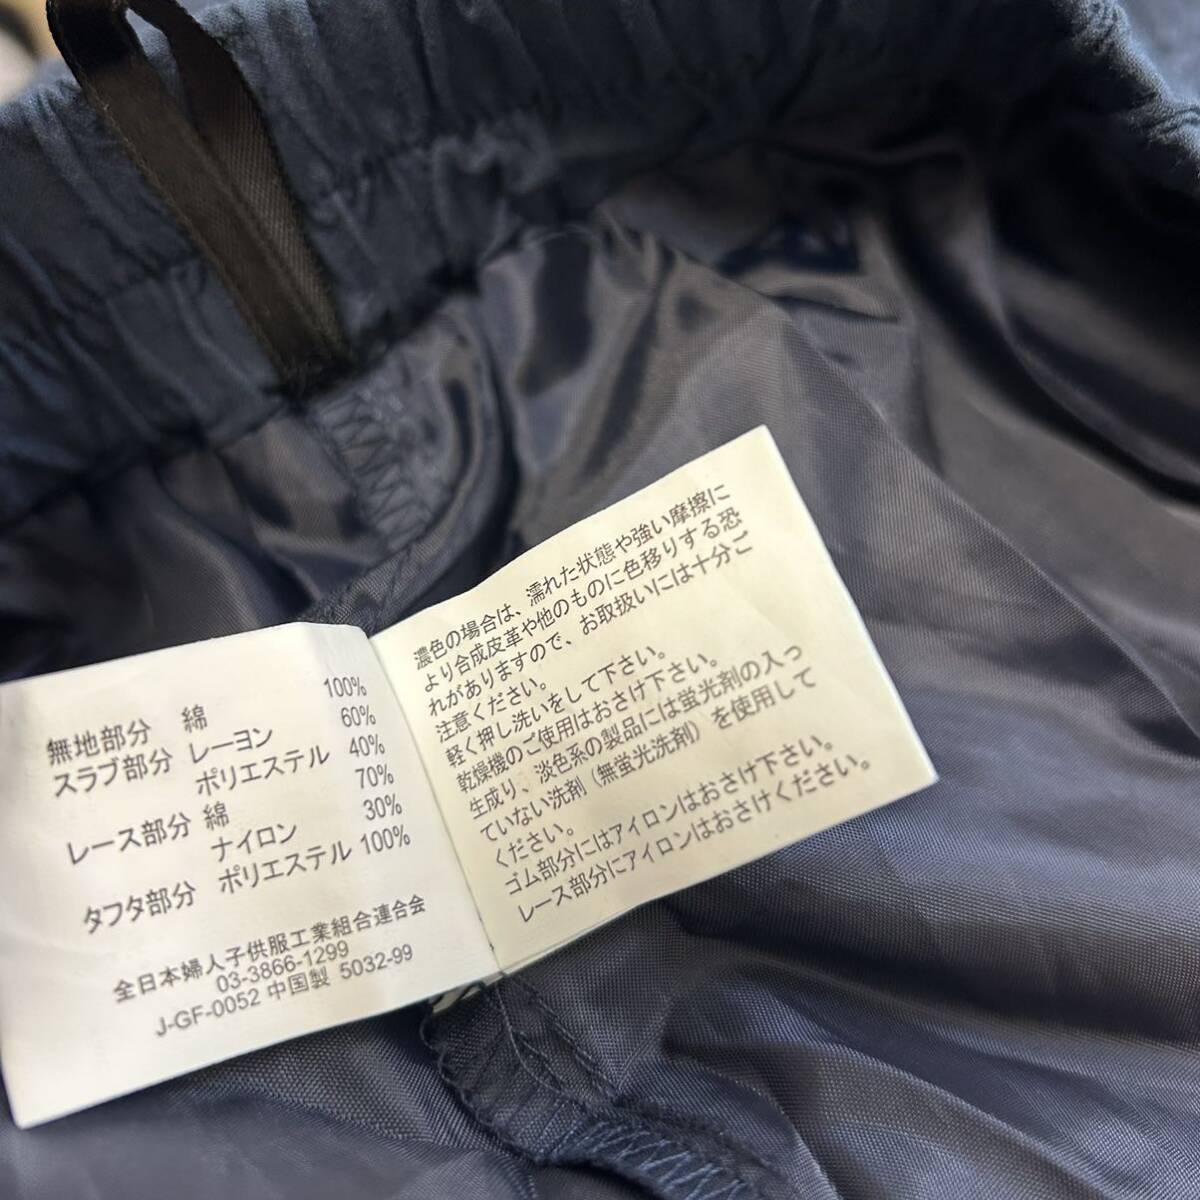 無地部分 綿 100%
スラブ部分 レーヨン 60%
ポリエステル 40%
レース部分 綿 70%
ナイロン 30%
タフタ部分 ポリエステル 100%
全日本婦人子供服工業組合連合会
03-3866-1299
J-GF-0052 中国製 5032-99
濃色の場合は、濡れた状態や強い摩擦に
より合成皮革や他のものに色移りする恐
れがありますので、お取扱いには十分ご
注意ください。
軽く押し洗いをして下さい。
乾燥機のご使用はおさけ下さい。
生成り、淡色系の製品には蛍光剤の入っ
ていない洗剤（無蛍光洗剤）を使用して
ください。
ゴム部分にはアイロンはおさけ下さい。
レース部分にアイロンはおさけください。